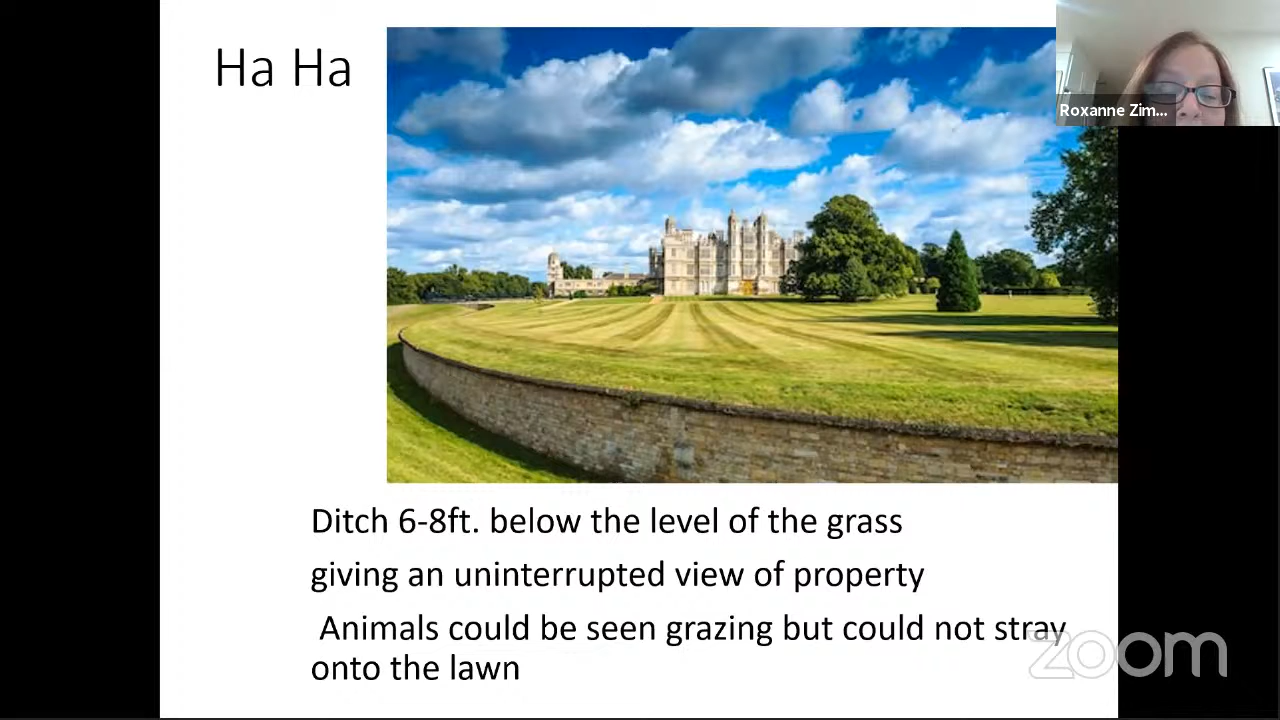 Ha Ha
Roxanne Zim...
Ditch 6-8ft. below the level of the grass
giving an uninterrupted view of property
Animals could be seen grazing but could not stray
onto the lawn
zoom